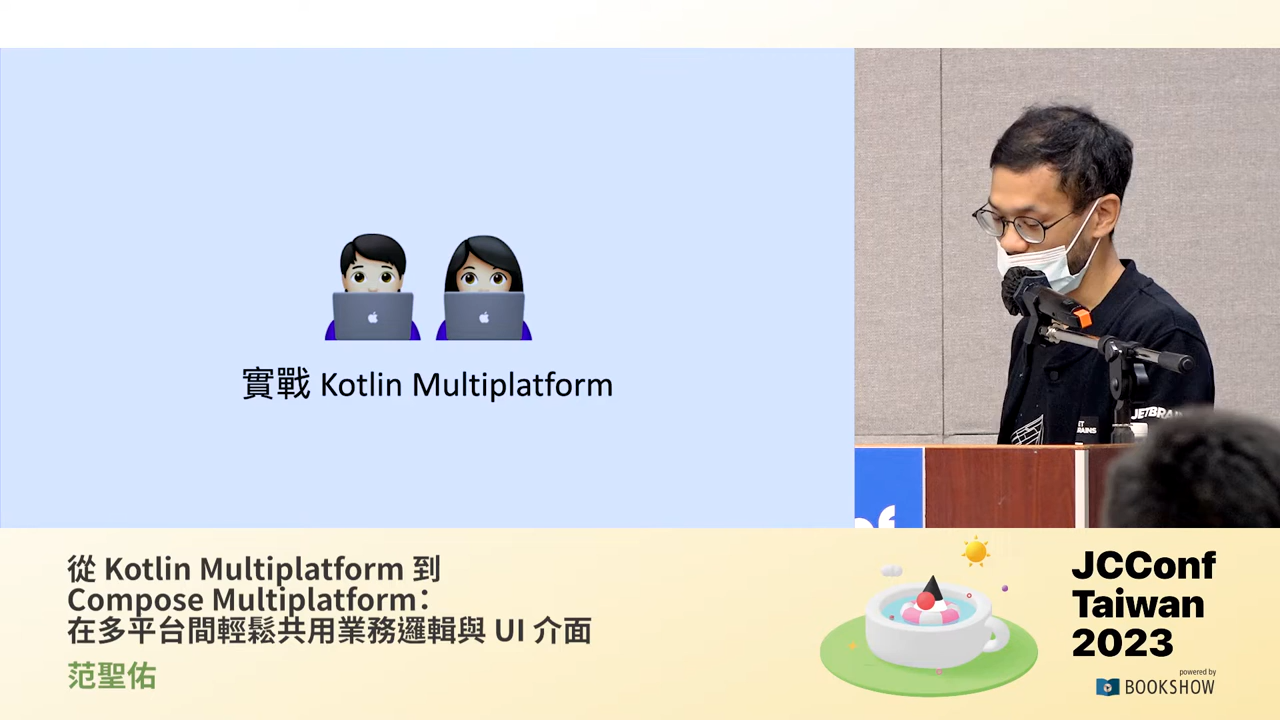 實戰 Kotlin Multiplatform
JETBRAINS
從 Kotlin Multiplatform 到
Compose Multiplatform：
在多平台間輕鬆共用業務邏輯與 UI 介面
范聖佑
JCConf
Taiwan
2023
powered by
BOOKSHOW